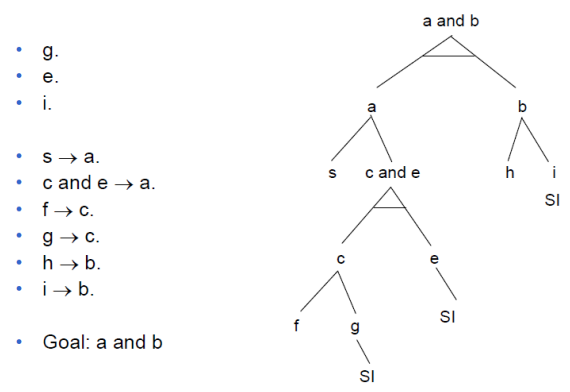 g.
e.
i.
s → a.
c and e → a.
f → c.
g → c.
h → b.
i → b.
Goal: a and b
a and b
a b
s c and e h i
SI
c e
f g SI
SI